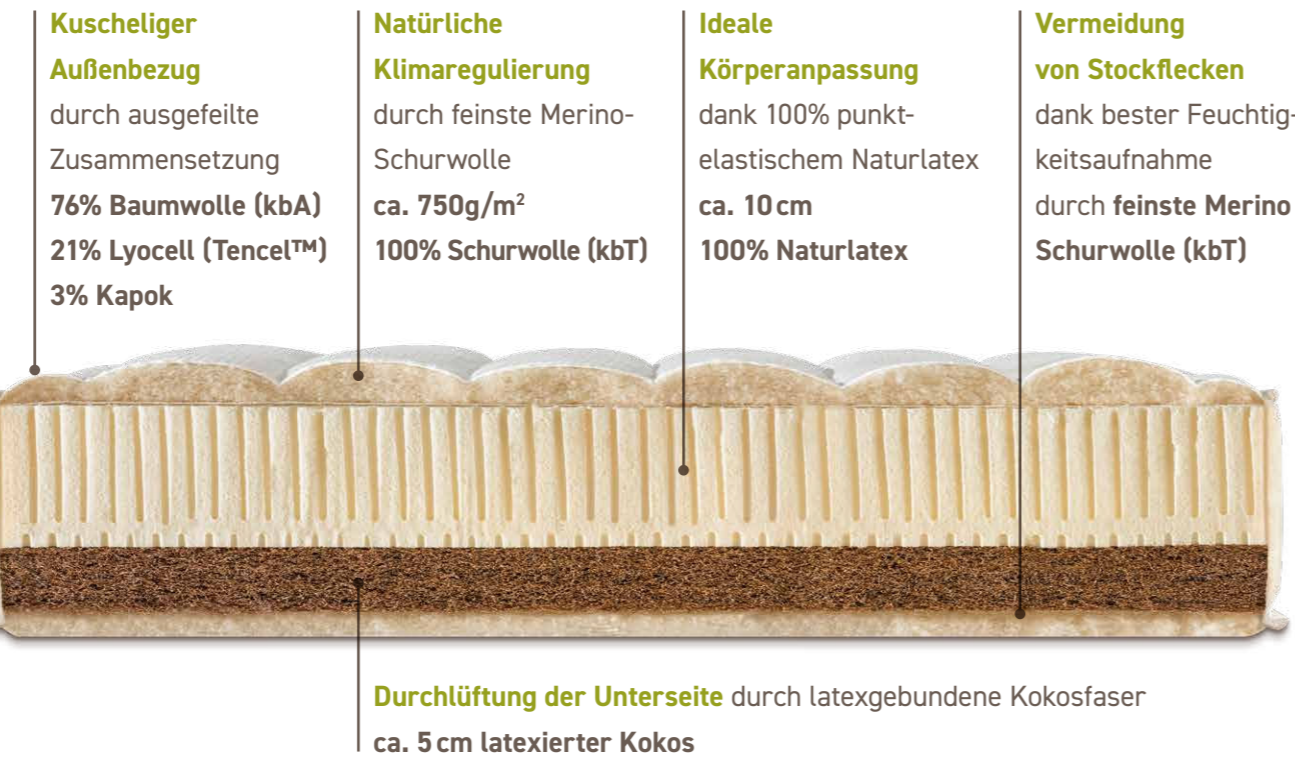 Kuscheliger
Außenbezug
durch ausgefeilte
Zusammensetzung
76% Baumwolle (kbA)
21% Lyocell (Tencel™)
3% Kapok
Natürliche
Klimaregulierung
durch feinste Merino-
Schurwolle
ca. 750g/m²
100% Schurwolle (kbT)
Ideale
Körperanpassung
dank 100% punkt-
elastischem Naturlatex
ca. 10 cm
100% Naturlatex
Vermeidung
von Stockflecken
dank bester Feuchtig-
keitsaufnahme
durch feinste Merino
Schurwolle (kbT)
Durchlüftung der Unterseite durch latexgebundene Kokosfaser
ca. 5 cm latexierter Kokos